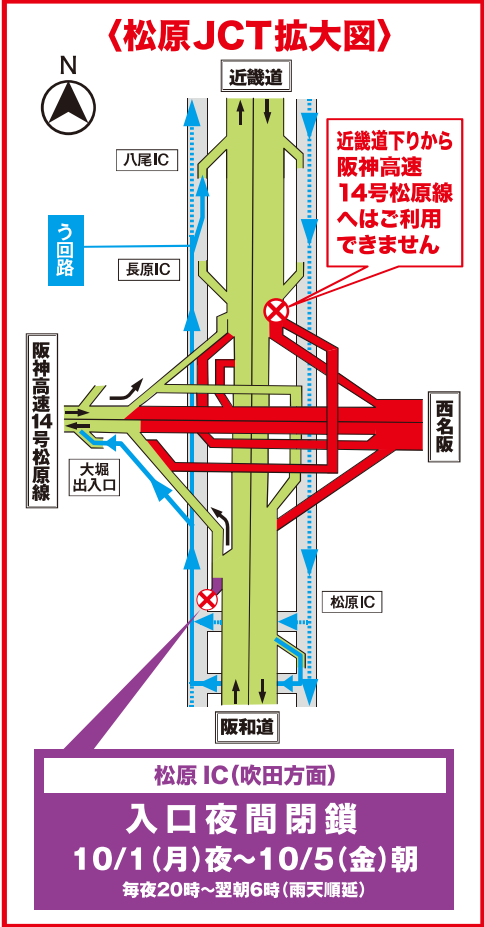 〈松原JCT拡大図〉
N
近畿道
八尾IC
近畿道下りから
阪神高速
14号松原線
へはご利用
できません
う回路
長原IC
阪神高速14号松原線
西名阪
大堀
出入口
松原IC
阪和道
松原IC(吹田方面)
入口夜間閉鎖
10/1(月)夜〜10/5(金)朝
毎夜20時〜翌朝6時(雨天順延)